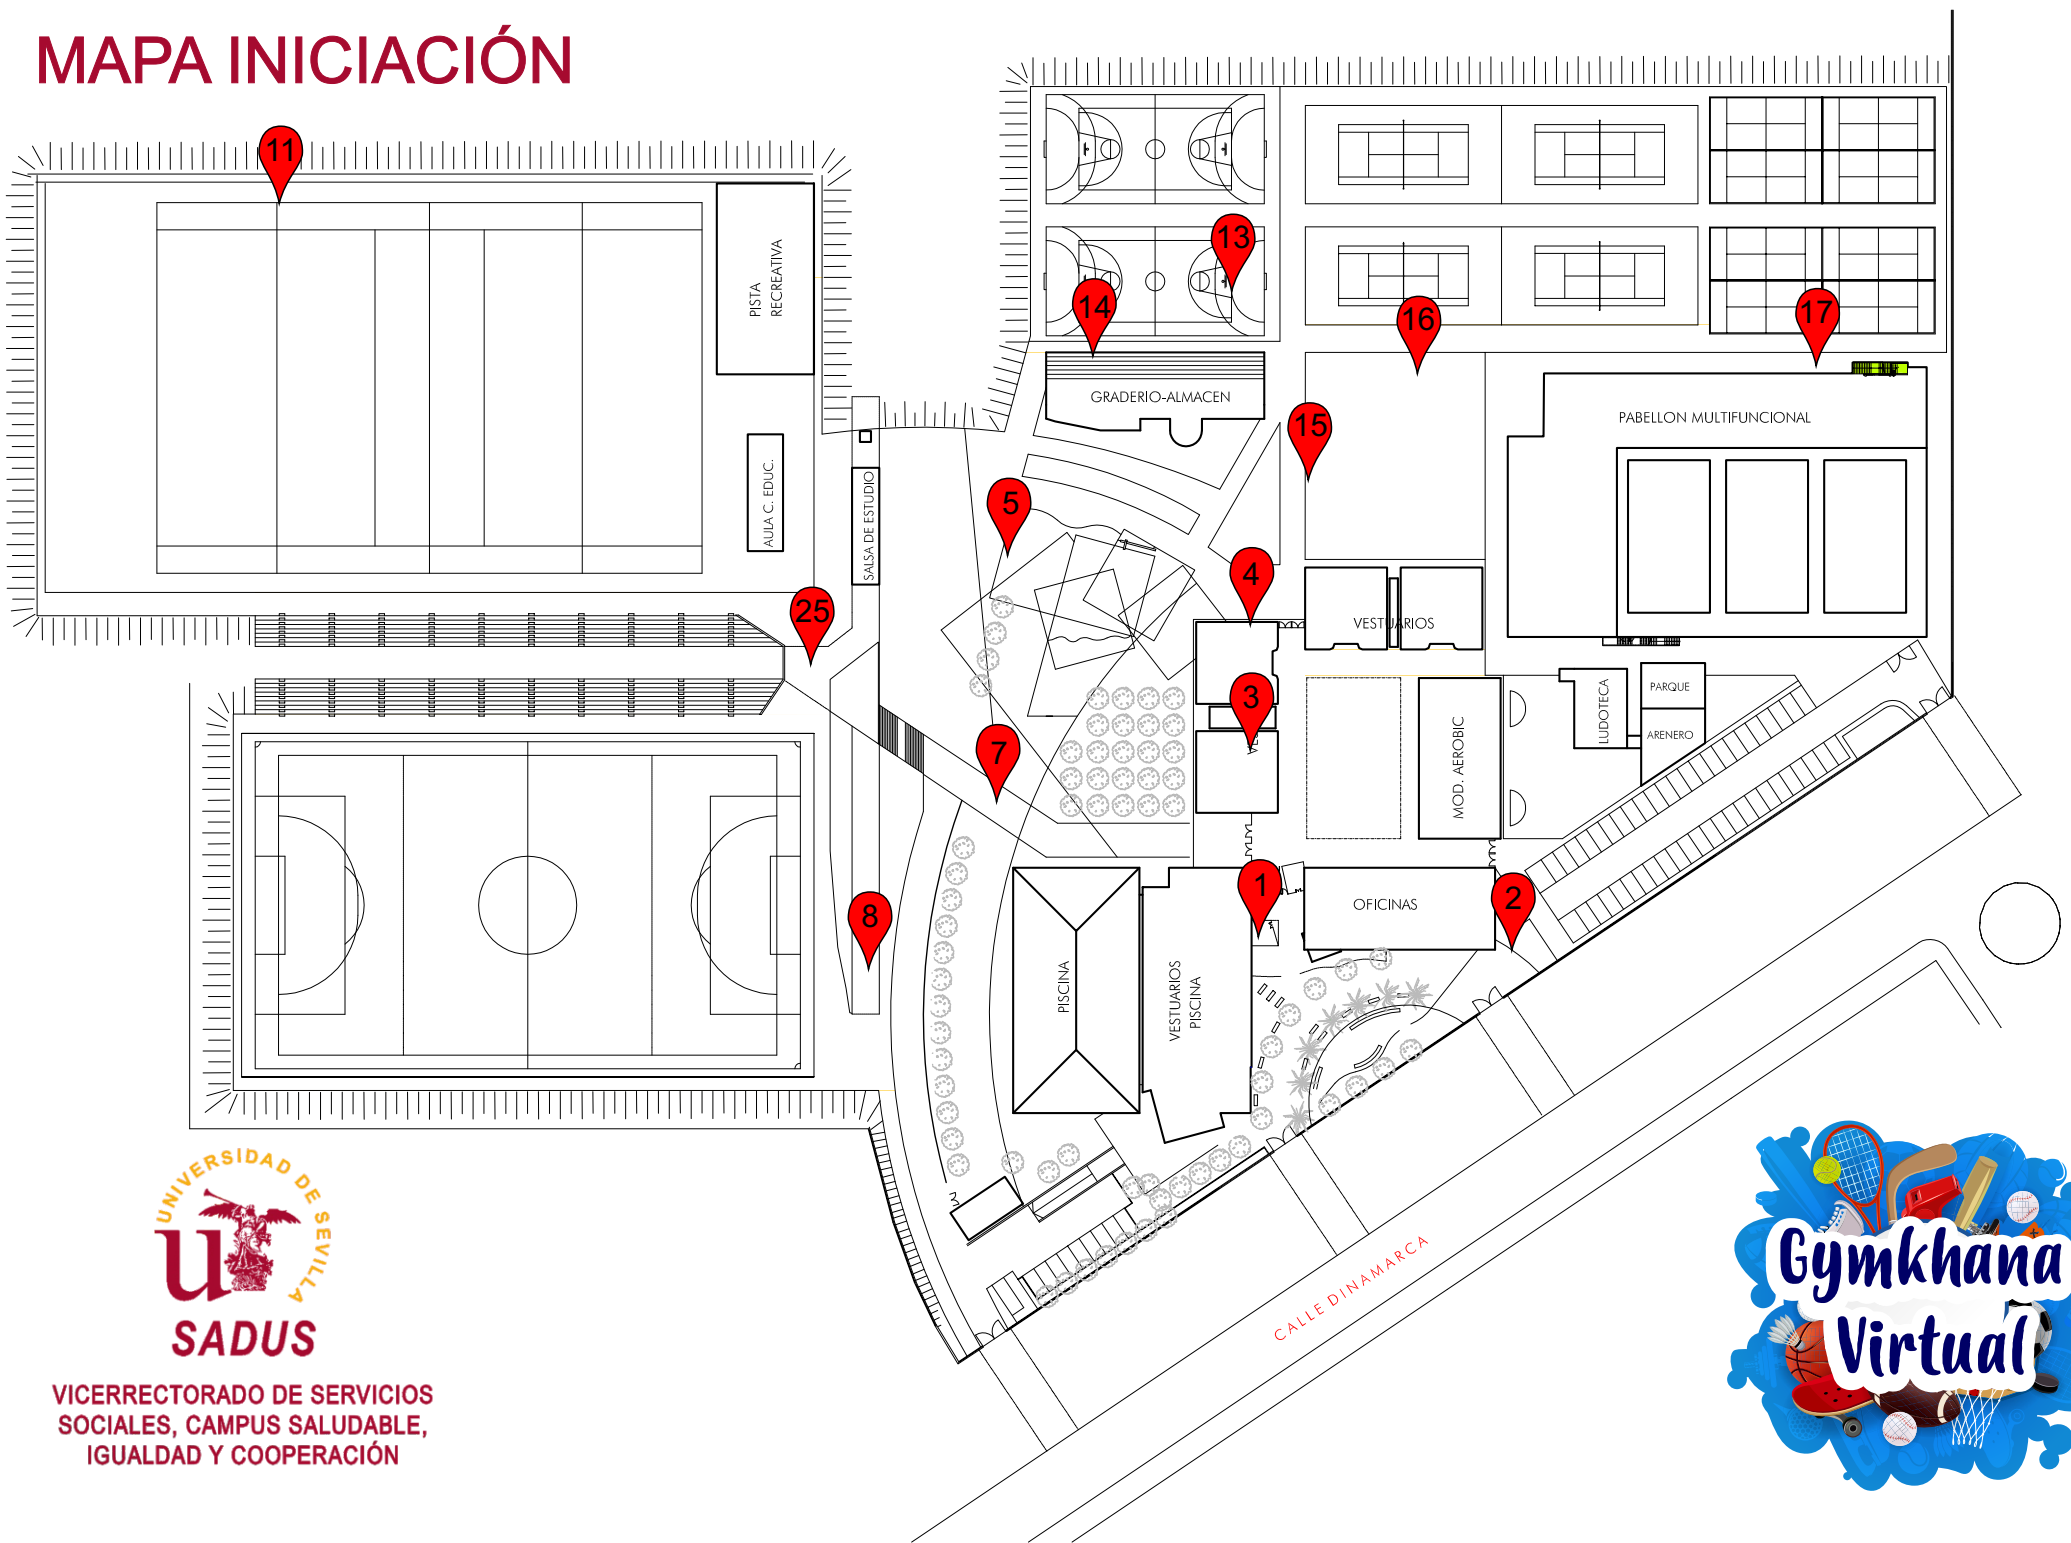 MAPA INICIACIÓN
11
13
14
16
17
15
5
4
25
3
7
1
2
8
PISTA
RECREATIVA
AULA C. EDUC.
SALSA DE ESTUDIO
GRADERIO-ALMACEN
PABELLON MULTIFUNCIONAL
VESTUARIOS
LUDOTECA
PARQUE
ARENERO
MOD. AEROBIC
OFICINAS
PISCINA
VESTUARIOS
PISCINA
CALLE DINAMARCA
UNIVERSIDAD DE SEVILLA
SADUS
VICERRECTORADO DE SERVICIOS
SOCIALES, CAMPUS SALUDABLE,
IGUALDAD Y COOPERACIÓN
Gymkhana
Virtual